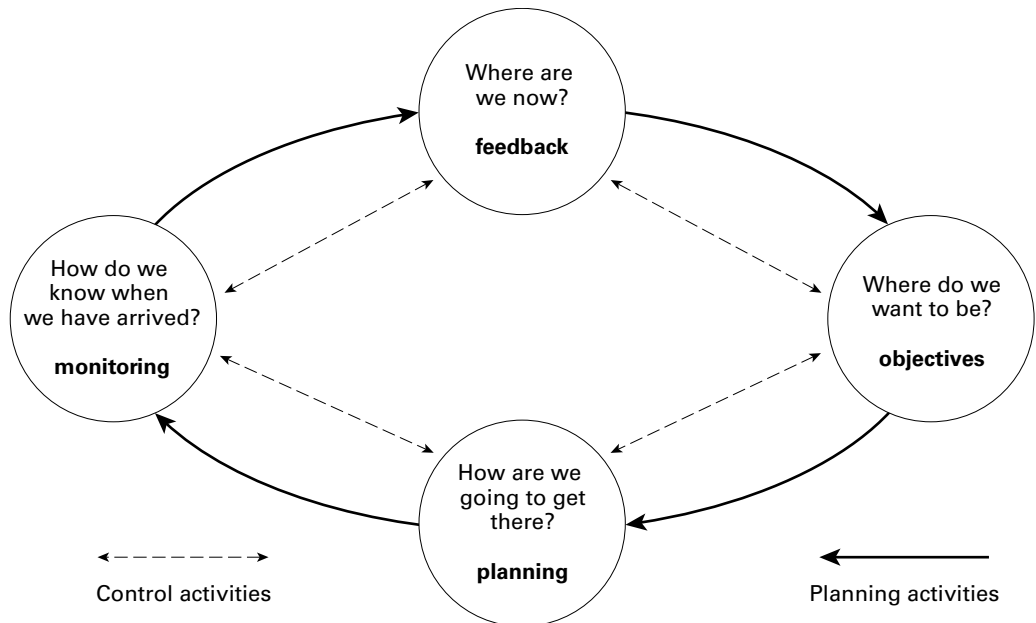 Where are
we now?
feedback
How do we
know when
we have arrived?
monitoring
Where do we
want to be?
objectives
How are we
going to get
there?
planning
Control activities
Planning activities